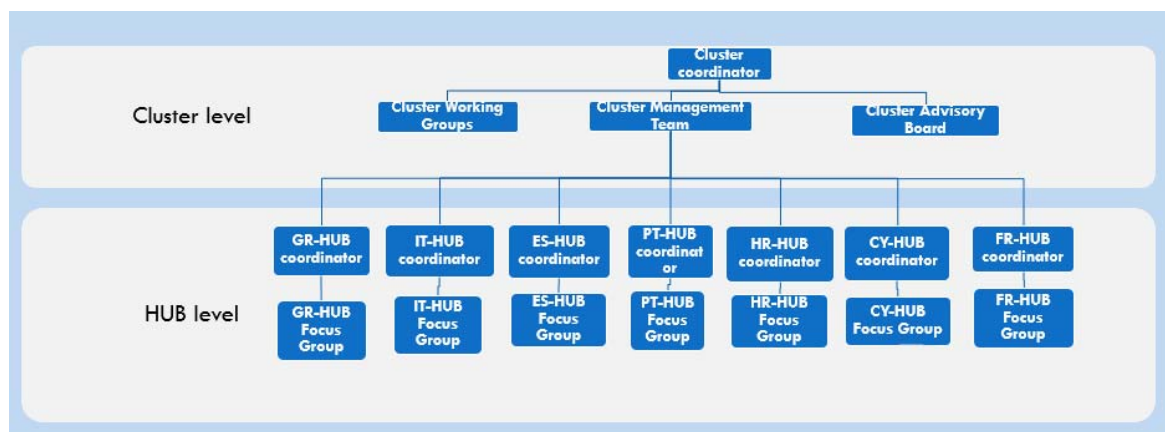 Cluster
coordinator
Cluster level
Cluster Working
Groups
Cluster Management
Team
Cluster Advisory
Board
GR-HUB
coordinator
IT-HUB
coordinator
ES-HUB
coordinator
PT-HUB
coordinat
or
HR-HUB
coordinator
CY-HUB
coordinator
FR-HUB
coordinator
HUB level
GR-HUB
Focus
Group
IT-HUB
Focus
Group
ES-HUB
Focus
Group
PT-HUB
Focus
Group
HR-HUB
Focus
Group
CY-HUB
Focus Group
FR-HUB
Focus
Group